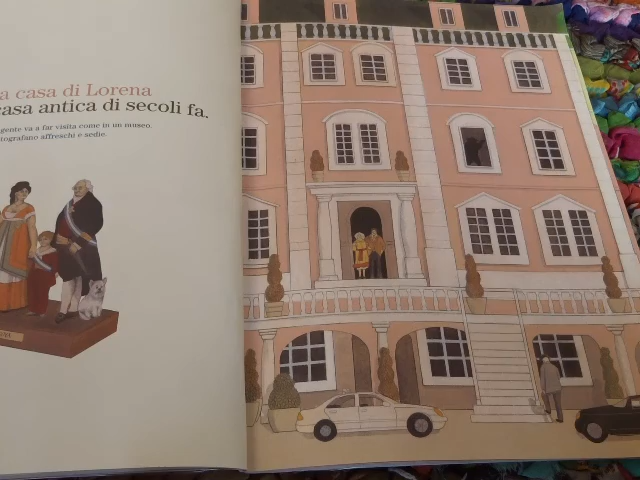 a casa di Lorena
casa antica di secoli fa.
gente va a far visita come in un museo.
tografano affreschi e sedie.